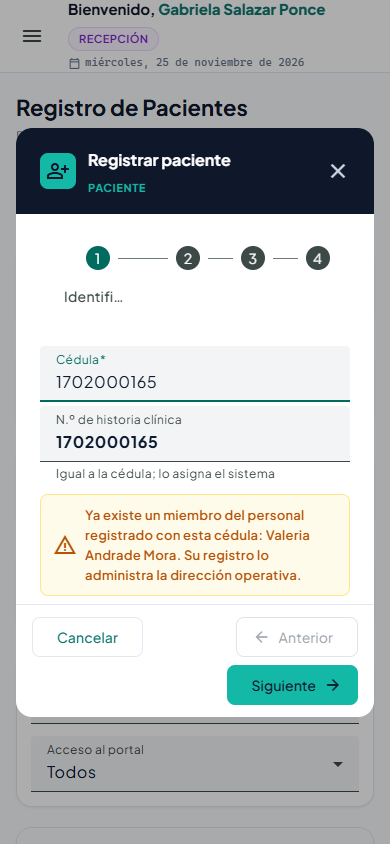 Bienvenido, Gabriela Salazar Ponce
RECEPCIÓN
miércoles, 25 de noviembre de 2026
Registro de Pacientes
Registrar paciente
PACIENTE
1
2
3
4
Identifi...
Cédula*
1702000165
N.º de historia clínica
1702000165
Igual a la cédula; lo asigna el sistema
Ya existe un miembro del personal
registrado con esta cédula: Valeria
Andrade Mora. Su registro lo
administra la dirección operativa.
Cancelar
Anterior
Siguiente
Acceso al portal
Todos